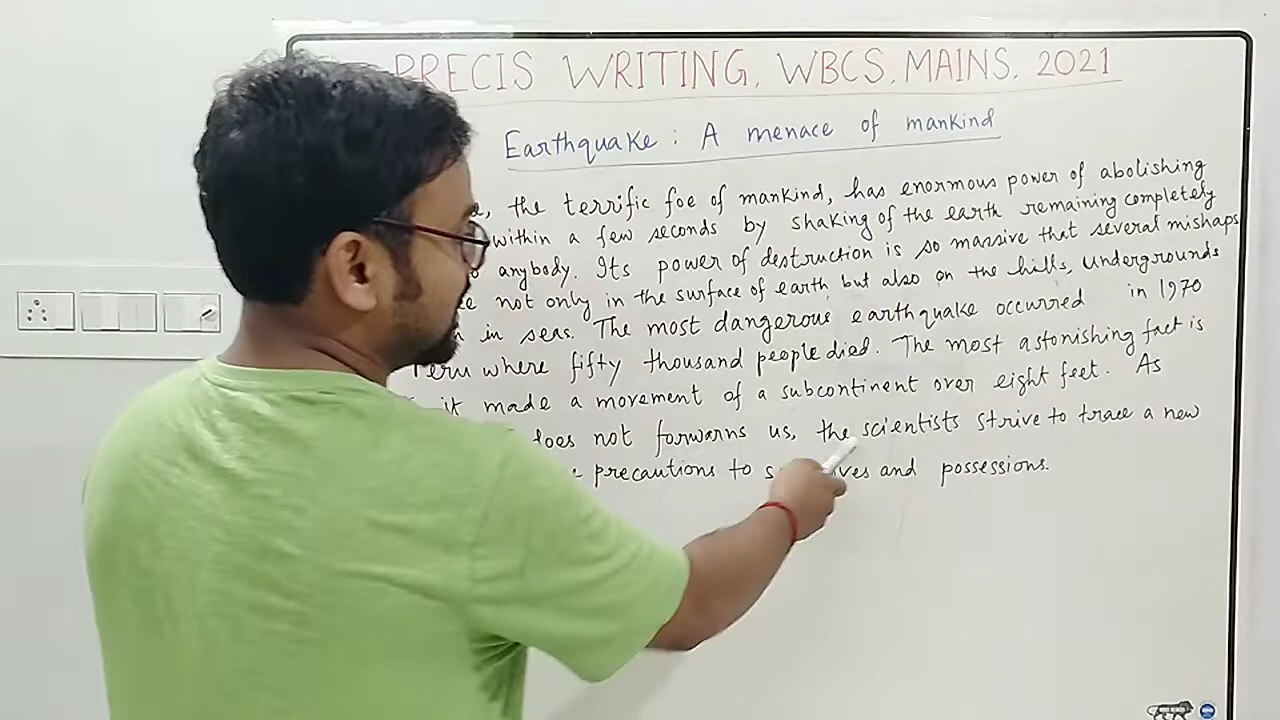 PRECIS WRITING, WBCS, MAINS, 2021
Earthquake : A menace of mankind
the terrific foe of mankind, has enormous power of abolishing
within a few seconds by shaking of the earth remaining completely
anybody. Its power of destruction is so massive that several mishaps
not only in the surface of earth but also on the hills, undergrounds
in seas. The most dangerous earthquake occurred in 1970
Peru where fifty thousand people died. The most astonishing fact is
it made a movement of a subcontinent over eight feet. As
does not forwarns us, the scientists strive to trace a new
precautions to and possessions.